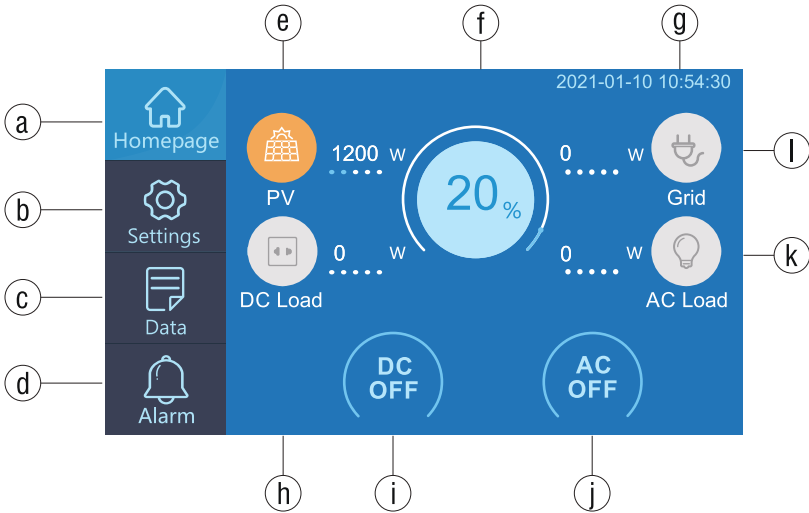 e f g
2021-01-10 10:54:30
a
Homepage
1200 W
0 W
l
PV
20 %
Grid
b
Settings
0 W
0 W
k
DC Load
AC Load
c
Data
DC
OFF
AC
OFF
d
Alarm
h i j